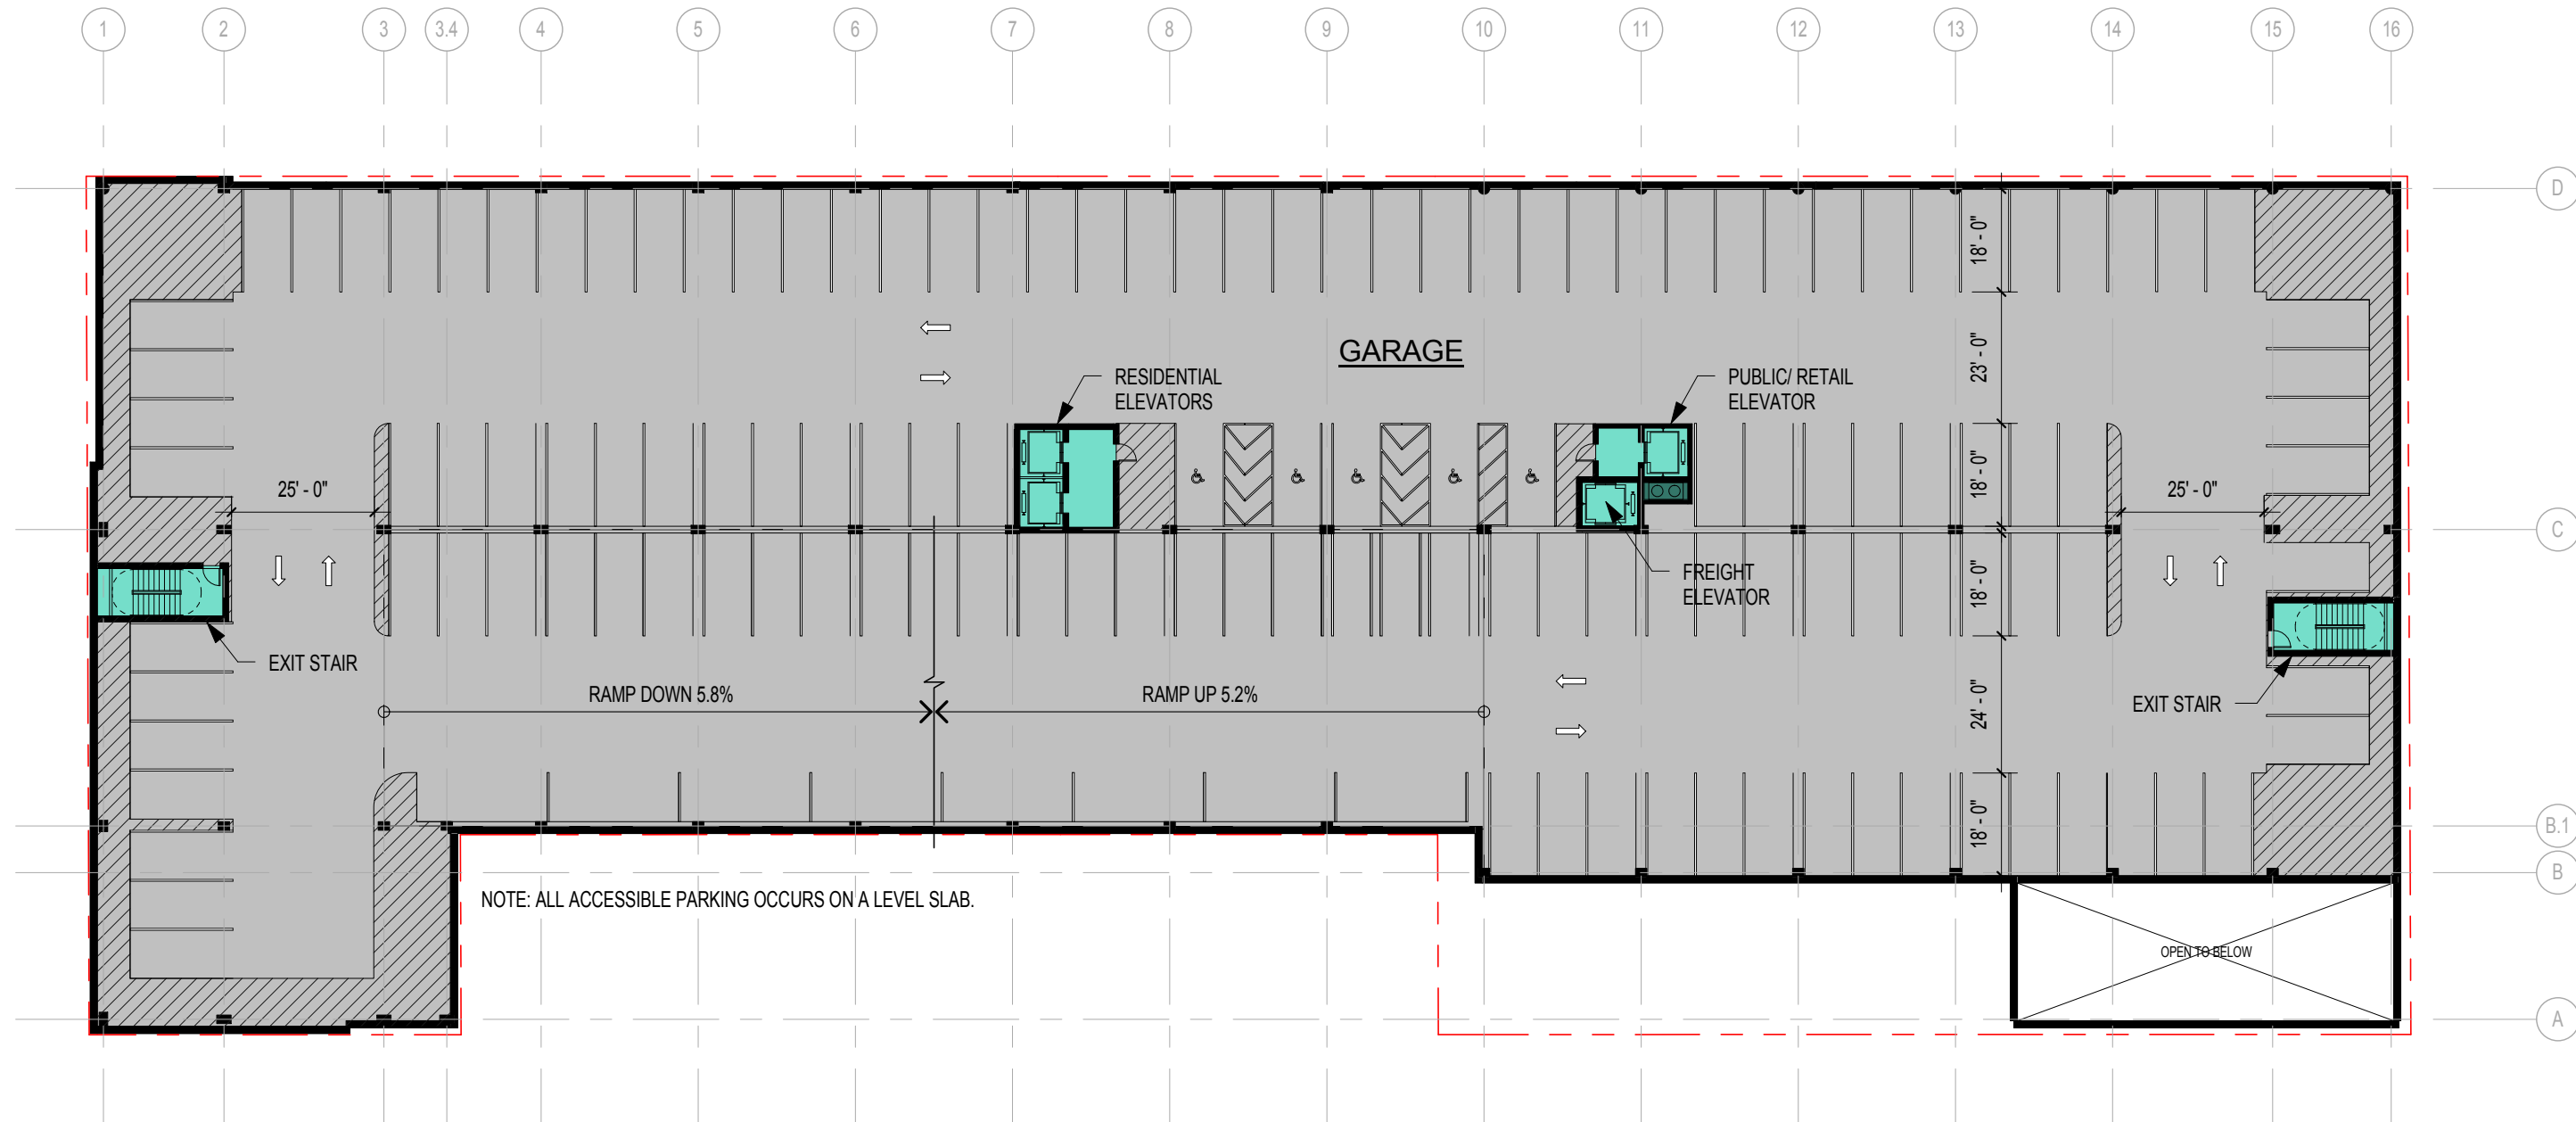 1 2 3 3.4 4 5 6 7 8 9 10 11 12 13 14 15 16
D
18' - 0"
GARAGE
23' - 0"
RESIDENTIAL
ELEVATORS
PUBLIC/ RETAIL
ELEVATOR
18' - 0"
25' - 0"
25' - 0"
C
FREIGHT
ELEVATOR
18' - 0"
EXIT STAIR
RAMP DOWN 5.8%
RAMP UP 5.2%
24' - 0"
EXIT STAIR
18' - 0"
B.1
B
NOTE: ALL ACCESSIBLE PARKING OCCURS ON A LEVEL SLAB.
OPEN TO BELOW
A